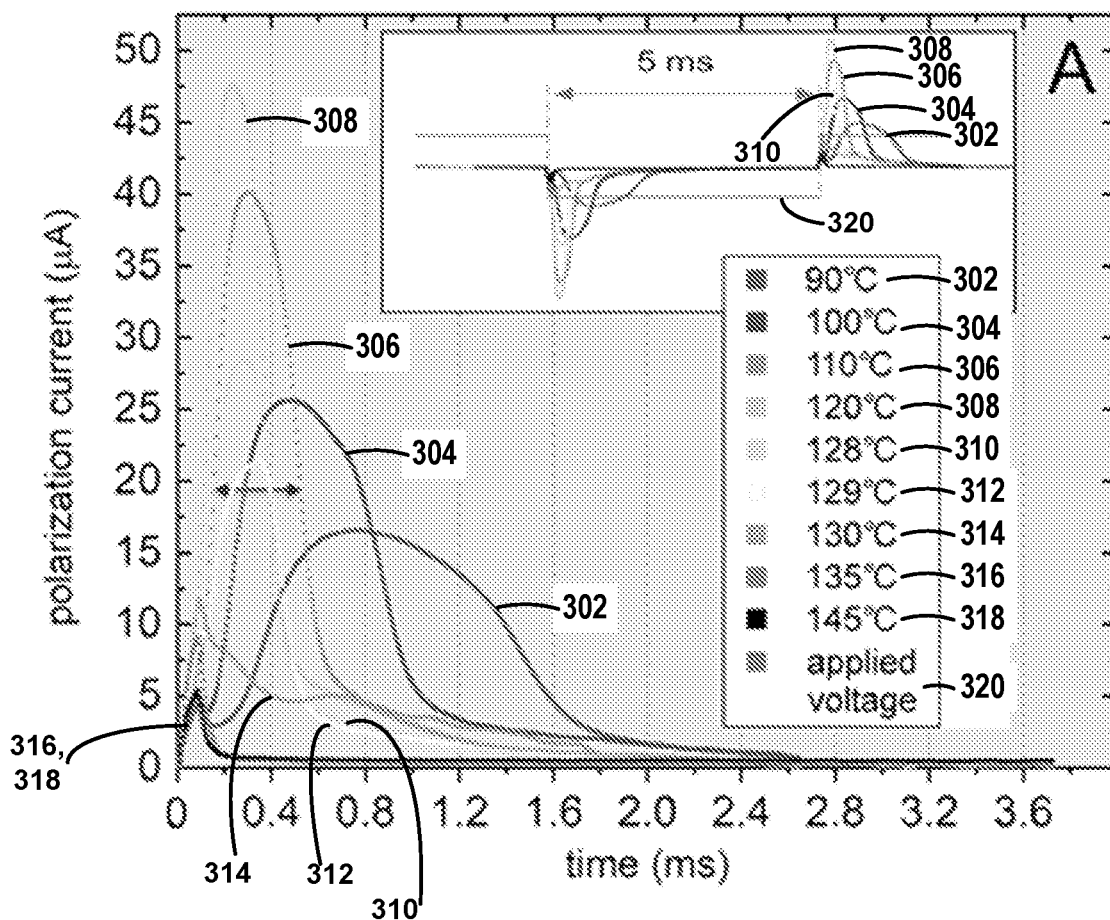 A
50
45
40
35
30
25
20
15
10
5
0
polarization current (μA)
308
306
304
302
5 ms
308
306
304
302
310
320
90°C 302
100°C 304
110°C 306
120°C 308
128°C 310
129°C 312
130°C 314
135°C 316
145°C 318
applied
voltage 320
316,
318
0 0.4 0.8 1.2 1.6 2.0 2.4 2.8 3.2 3.6
314
312
310
time (ms)